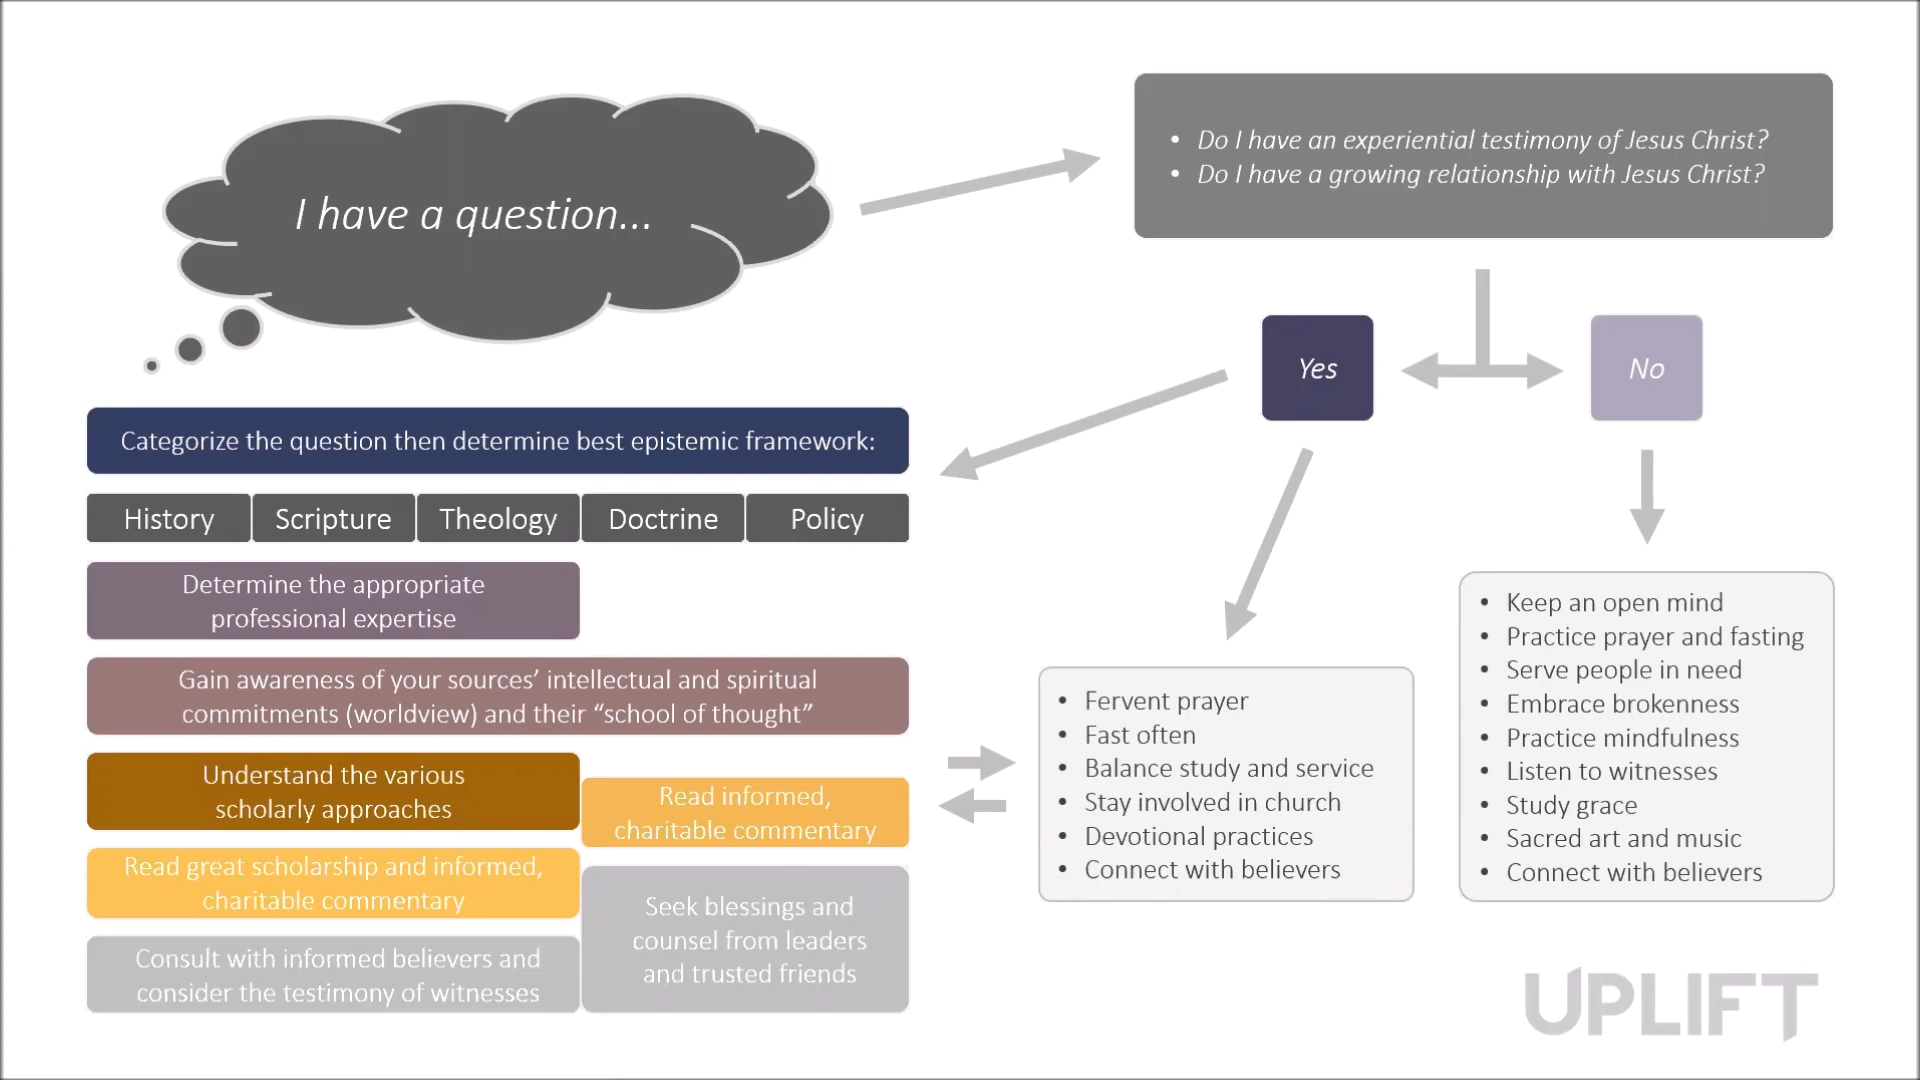 I have a question...
• Do I have an experiential testimony of Jesus Christ?
• Do I have a growing relationship with Jesus Christ?
Yes
No
Categorize the question then determine best epistemic framework:
History
Scripture
Theology
Doctrine
Policy
Determine the appropriate
professional expertise
Gain awareness of your sources’ intellectual and spiritual
commitments (worldview) and their “school of thought”
Understand the various
scholarly approaches
Read great scholarship and informed,
charitable commentary
Consult with informed believers and
consider the testimony of witnesses
Read informed,
charitable commentary
Seek blessings and
counsel from leaders
and trusted friends
• Fervent prayer
• Fast often
• Balance study and service
• Stay involved in church
• Devotional practices
• Connect with believers
• Keep an open mind
• Practice prayer and fasting
• Serve people in need
• Embrace brokenness
• Practice mindfulness
• Listen to witnesses
• Study grace
• Sacred art and music
• Connect with believers
UPLIFT